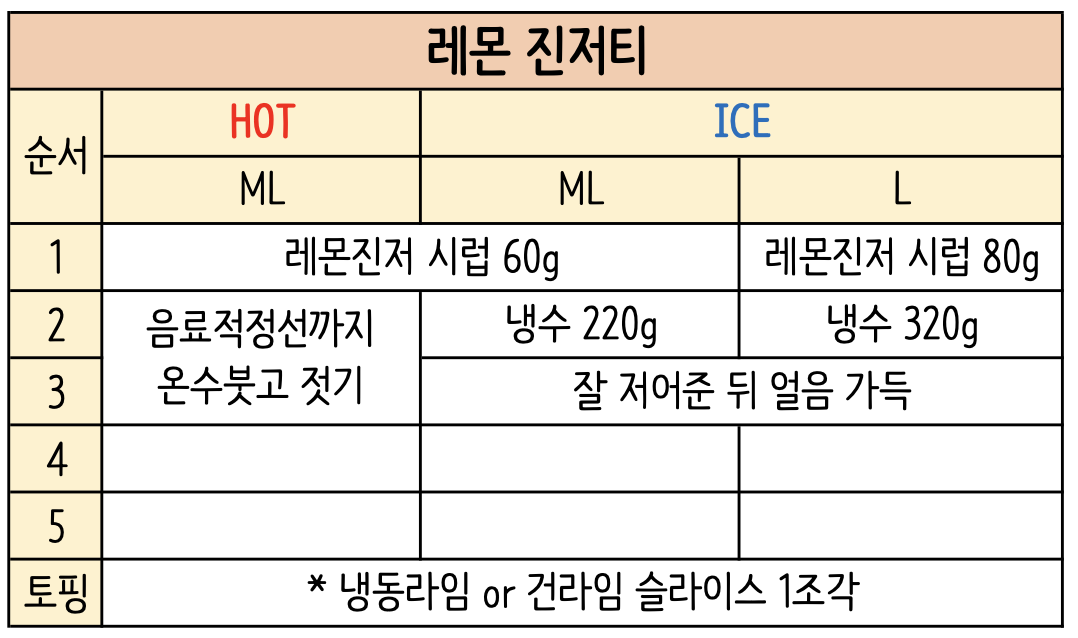 레몬 진저티
순서
HOT
ICE
ML
ML
L
1
레몬진저 시럽 60g
레몬진저 시럽 80g
2
음료적정선까지
온수붓고 젓기
냉수 220g
냉수 320g
3
잘 저어준 뒤 얼음 가득
4
5
토핑
* 냉동라임 or 건라임 슬라이스 1조각